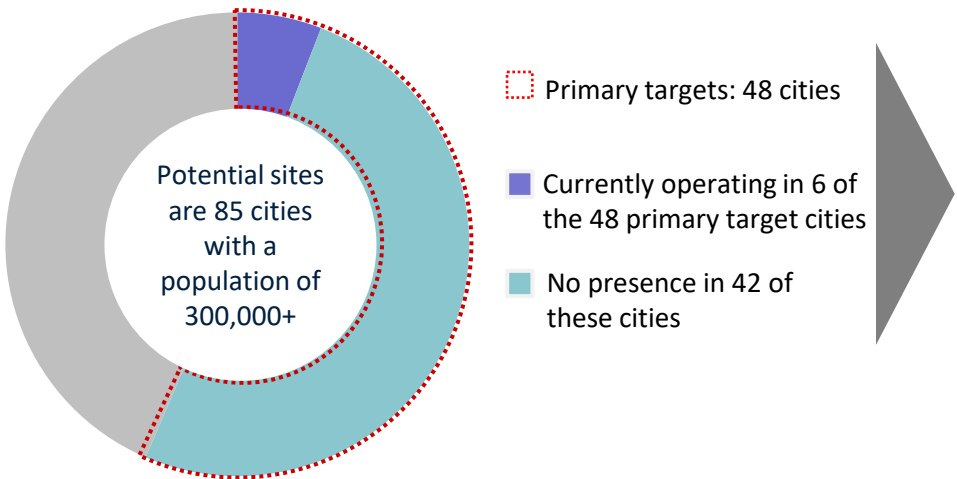 Potential sites
are 85 cities
with a
population of
300,000+
Primary targets: 48 cities
Currently operating in 6 of
the 48 primary target cities
No presence in 42 of
these cities